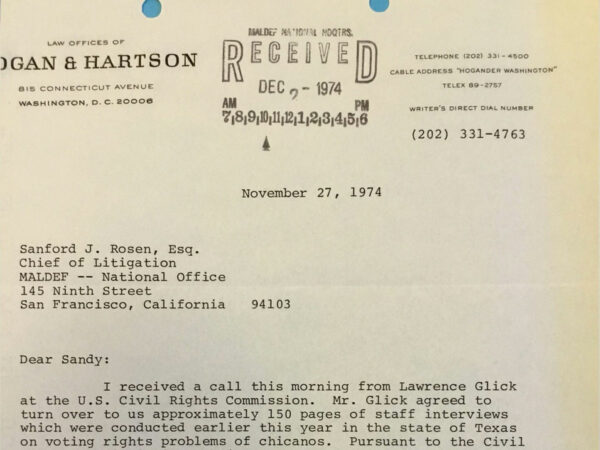 LAW OFFICES OF
OGAN & HARTSON
815 CONNECTICUT AVENUE
WASHINGTON, D. C. 20006
MALDEF NATIONAL HDQTRS.
RECEIVED
DEC 2 - 1974
AM PM
7|8|9|10|11|12|1|2|3|4|5|6
TELEPHONE (202) 331-4500
CABLE ADDRESS "HOGANDER WASHINGTON"
TELEX 89-2757
WRITER'S DIRECT DIAL NUMBER
(202) 331-4763
November 27, 1974
Sanford J. Rosen, Esq.
Chief of Litigation
MALDEF -- National Office
145 Ninth Street
San Francisco, California 94103
Dear Sandy:
I received a call this morning from Lawrence Glick
at the U.S. Civil Rights Commission. Mr. Glick agreed to
turn over to us approximately 150 pages of staff interviews
which were conducted earlier this year in the state of Texas
on voting rights problems of chicanos. Pursuant to the Civil